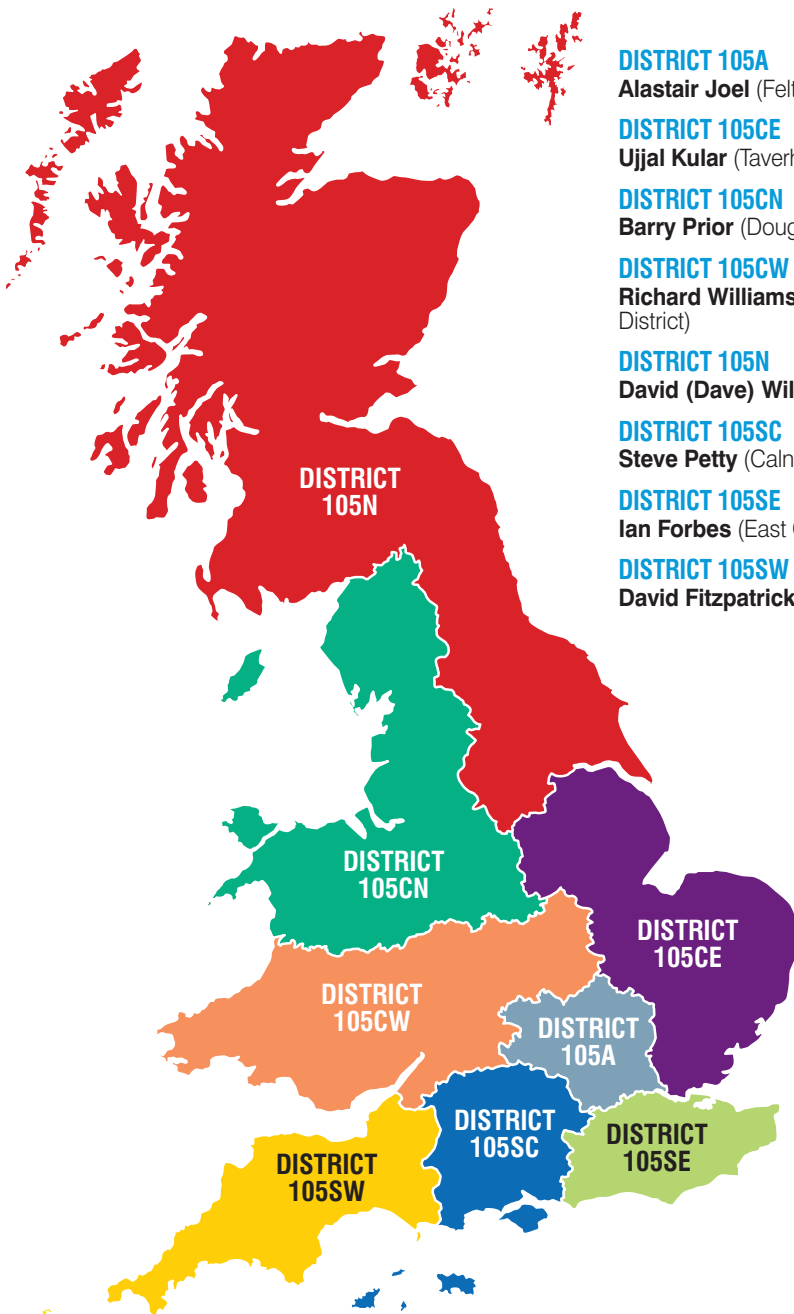 DISTRICT 105A
Alastair Joel
DISTRICT 105CE
Ujjal Kular
DISTRICT 105CN
Barry Prior
DISTRICT 105CW
Richard Williams
District)
DISTRICT 105N
David (Dave)
DISTRICT 105SC
Steve Petty
DISTRICT 105SE
Ian Forbes (East
DISTRICT 105SW
David Fitzpatrick
DISTRICT
105N
DISTRICT
105CN
DISTRICT
105CE
DISTRICT
105CW
DISTRICT
105A
DISTRICT
105SC
DISTRICT
105SE
DISTRICT
105SW